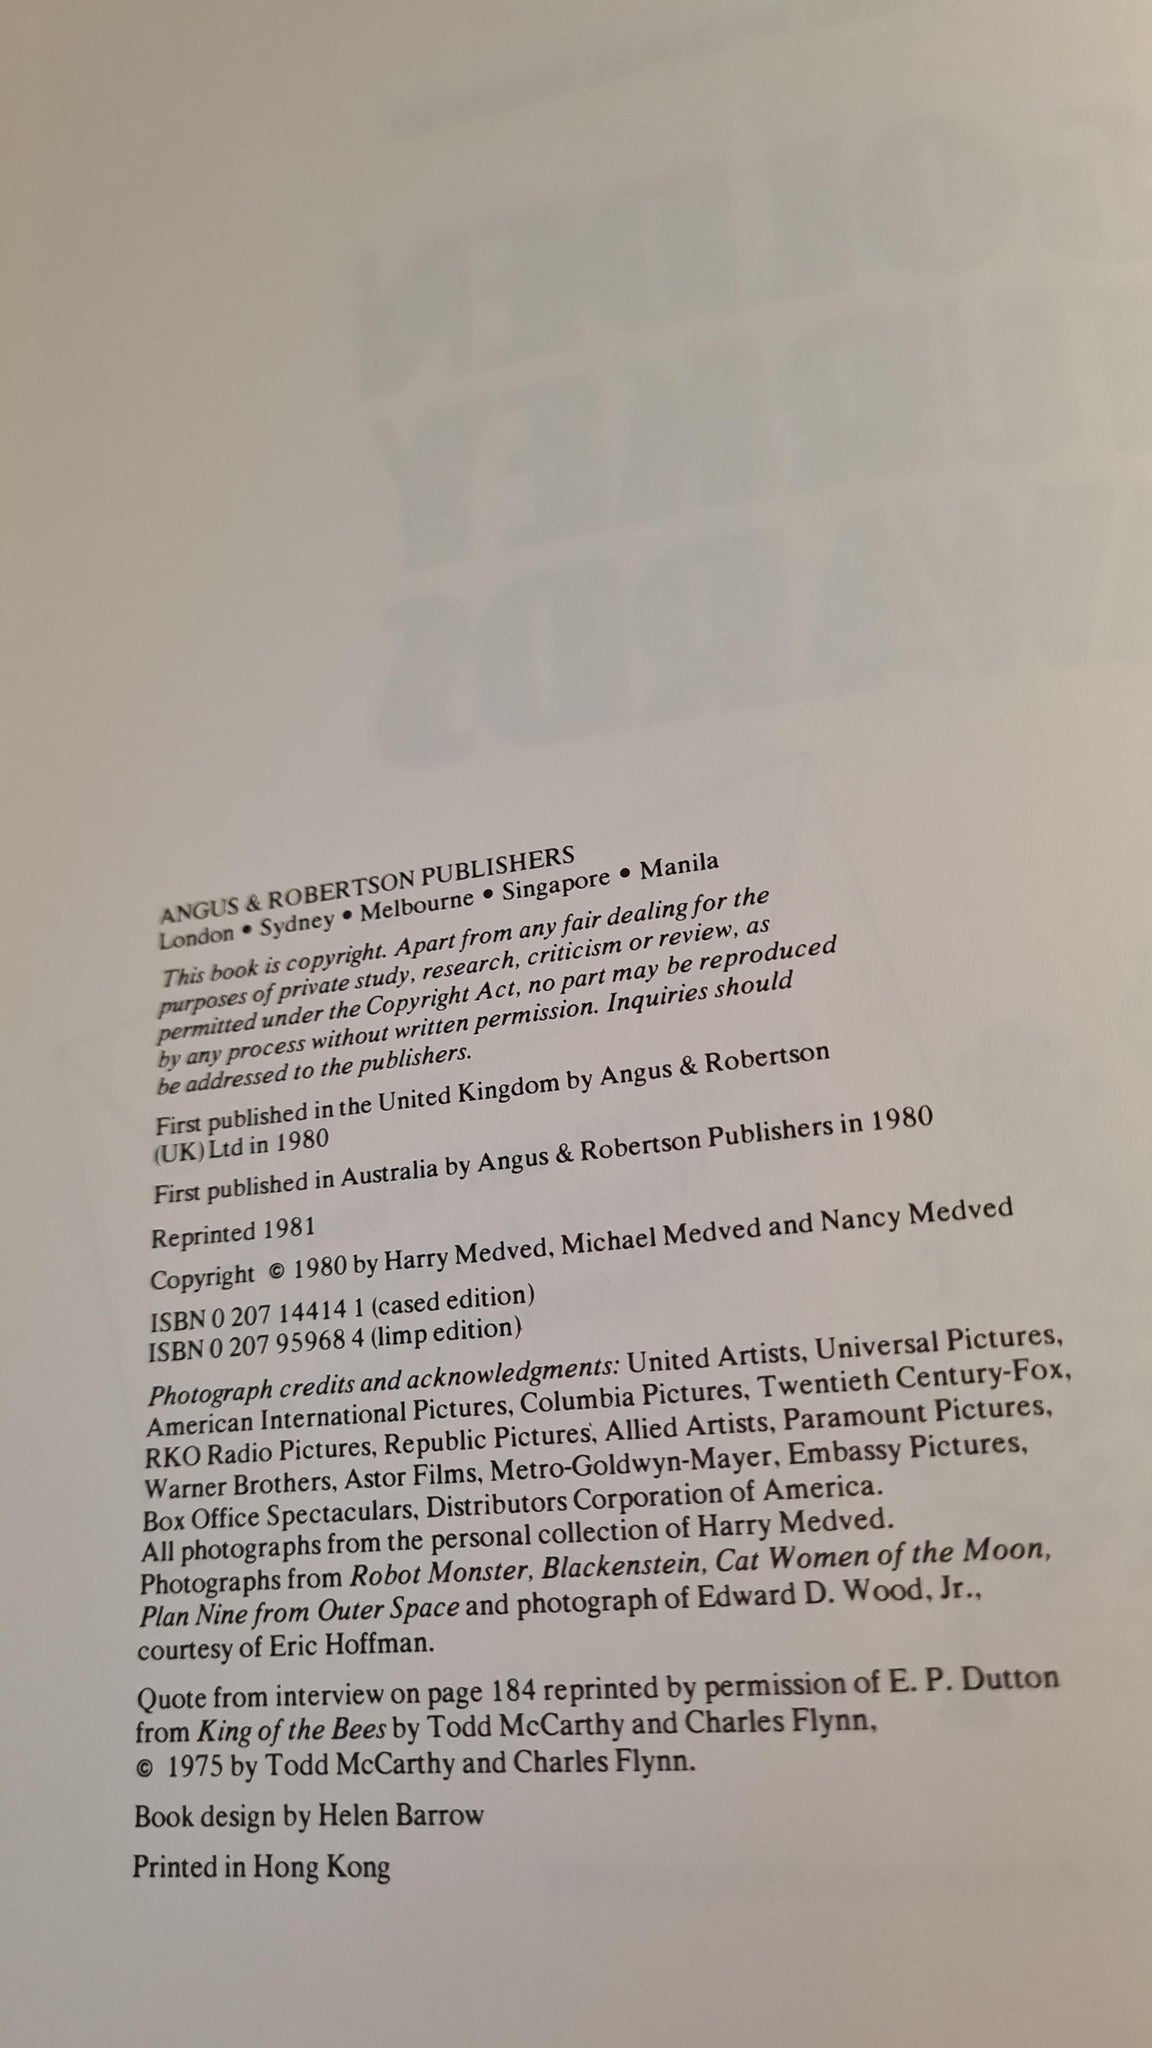 GOLDEN
TURKEY
AWARDS
ANGUS & ROBERTSON PUBLISHERS
London • Sydney • Melbourne • Singapore • Manila
This book is copyright. Apart from any fair dealing for the
purposes of private study, research, criticism or review, as
permitted under the Copyright Act, no part may be reproduced
by any process without written permission. Inquiries should
be addressed to the publishers.
First published in the United Kingdom by Angus & Robertson
(UK) Ltd in 1980
First published in Australia by Angus & Robertson Publishers in 1980
Reprinted 1981
Copyright © 1980 by Harry Medved, Michael Medved and Nancy Medved
ISBN 0 207 14414 1 (cased edition)
ISBN 0 207 95968 4 (limp edition)
Photograph credits and acknowledgments: United Artists, Universal Pictures,
American International Pictures, Columbia Pictures, Twentieth Century-Fox,
RKO Radio Pictures, Republic Pictures, Allied Artists, Paramount Pictures,
Warner Brothers, Astor Films, Metro-Goldwyn-Mayer, Embassy Pictures,
Box Office Spectaculars, Distributors Corporation of America.
All photographs from the personal collection of Harry Medved.
Photographs from Robot Monster, Blackenstein, Cat Women of the Moon,
Plan Nine from Outer Space and photograph of Edward D. Wood, Jr.,
courtesy of Eric Hoffman.
Quote from interview on page 184 reprinted by permission of E. P. Dutton
from King of the Bees by Todd McCarthy and Charles Flynn,
© 1975 by Todd McCarthy and Charles Flynn.
Book design by Helen Barrow
Printed in Hong Kong